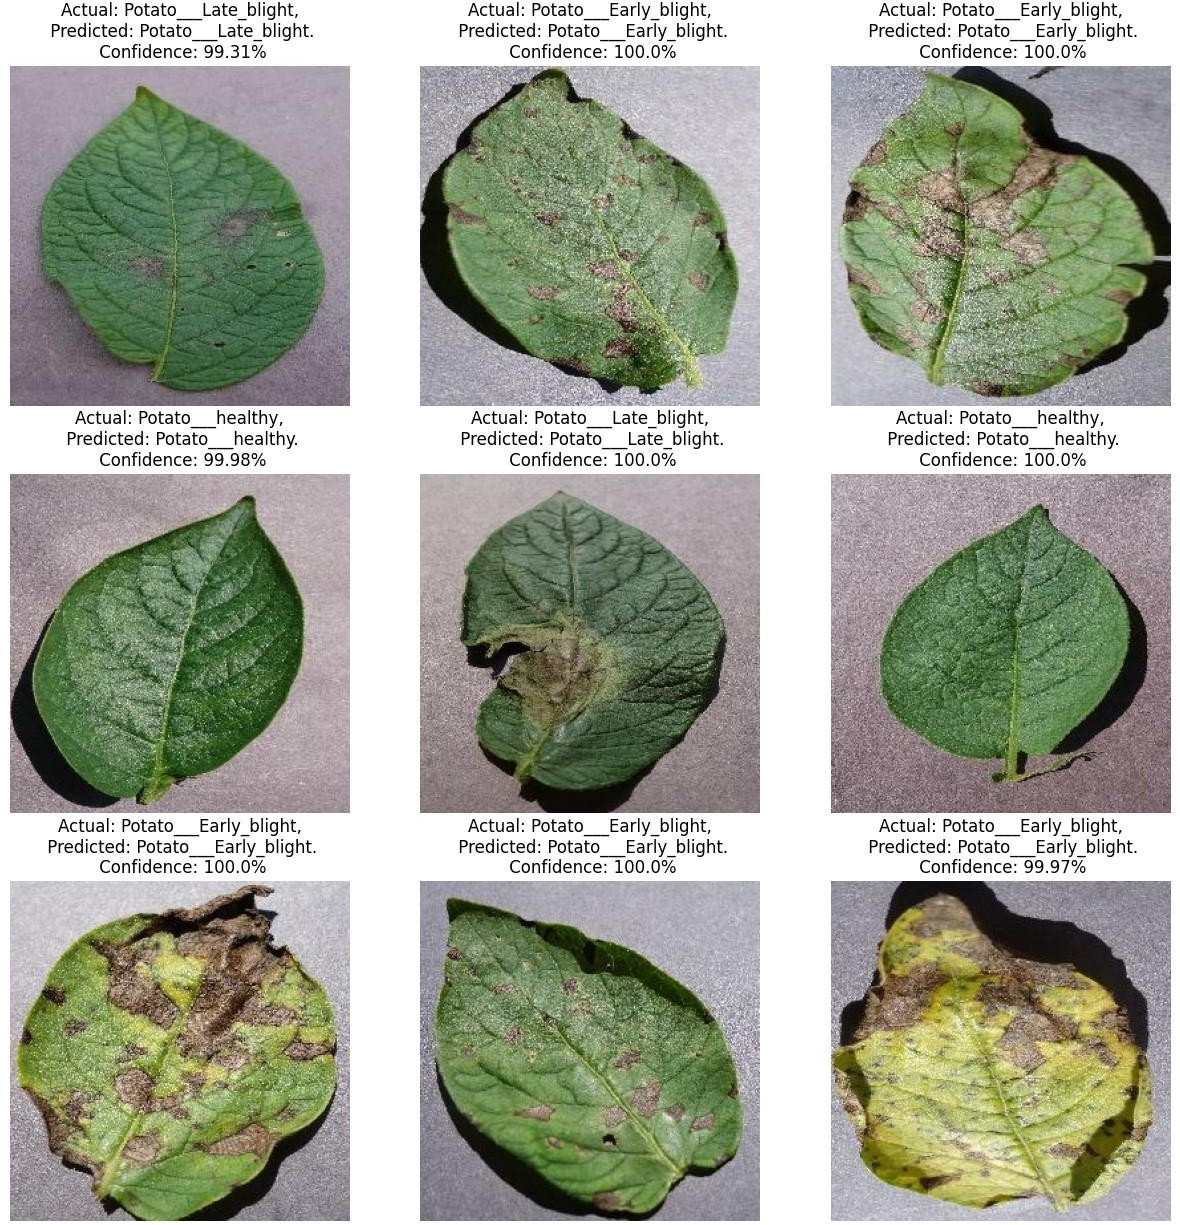 Actual: Potato___Late_blight,
Predicted: Potato___Late_blight.
Confidence: 99.31%
Actual: Potato___Early_blight,
Predicted: Potato___Early_blight.
Confidence: 100.0%
Actual: Potato___Early_blight,
Predicted: Potato___Early_blight.
Confidence: 100.0%
Actual: Potato___healthy,
Predicted: Potato___healthy.
Confidence: 99.98%
Actual: Potato___Late_blight,
Predicted: Potato___Late_blight.
Confidence: 100.0%
Actual: Potato___healthy,
Predicted: Potato___healthy.
Confidence: 100.0%
Actual: Potato___Early_blight,
Predicted: Potato___Early_blight.
Confidence: 100.0%
Actual: Potato___Early_blight,
Predicted: Potato___Early_blight.
Confidence: 100.0%
Actual: Potato___Early_blight,
Predicted: Potato___Early_blight.
Confidence: 99.97%